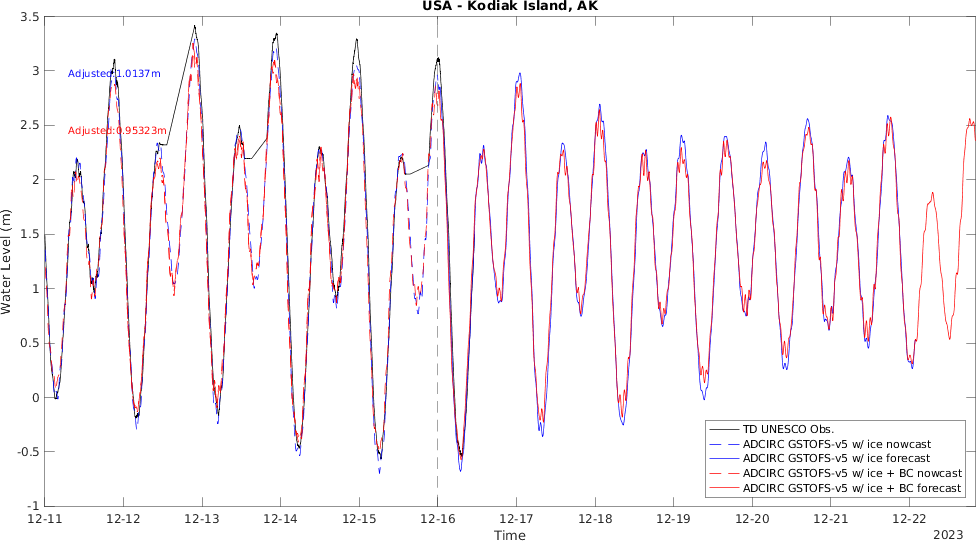 USA - Kodiak Island, AK
3.5
3
2.5
2
1.5
1
0.5
0
-0.5
-1
Water Level (m)
Adjusted:1.0137m
Adjusted:0.95323m
TD UNESCO Obs.
ADCIRC GSTOFS-v5 w/ ice nowcast
ADCIRC GSTOFS-v5 w/ ice forecast
ADCIRC GSTOFS-v5 w/ ice + BC nowcast
ADCIRC GSTOFS-v5 w/ ice + BC forecast
12-11 12-12 12-13 12-14 12-15 12-16 12-17 12-18 12-19 12-20 12-21 12-22
Time
2023